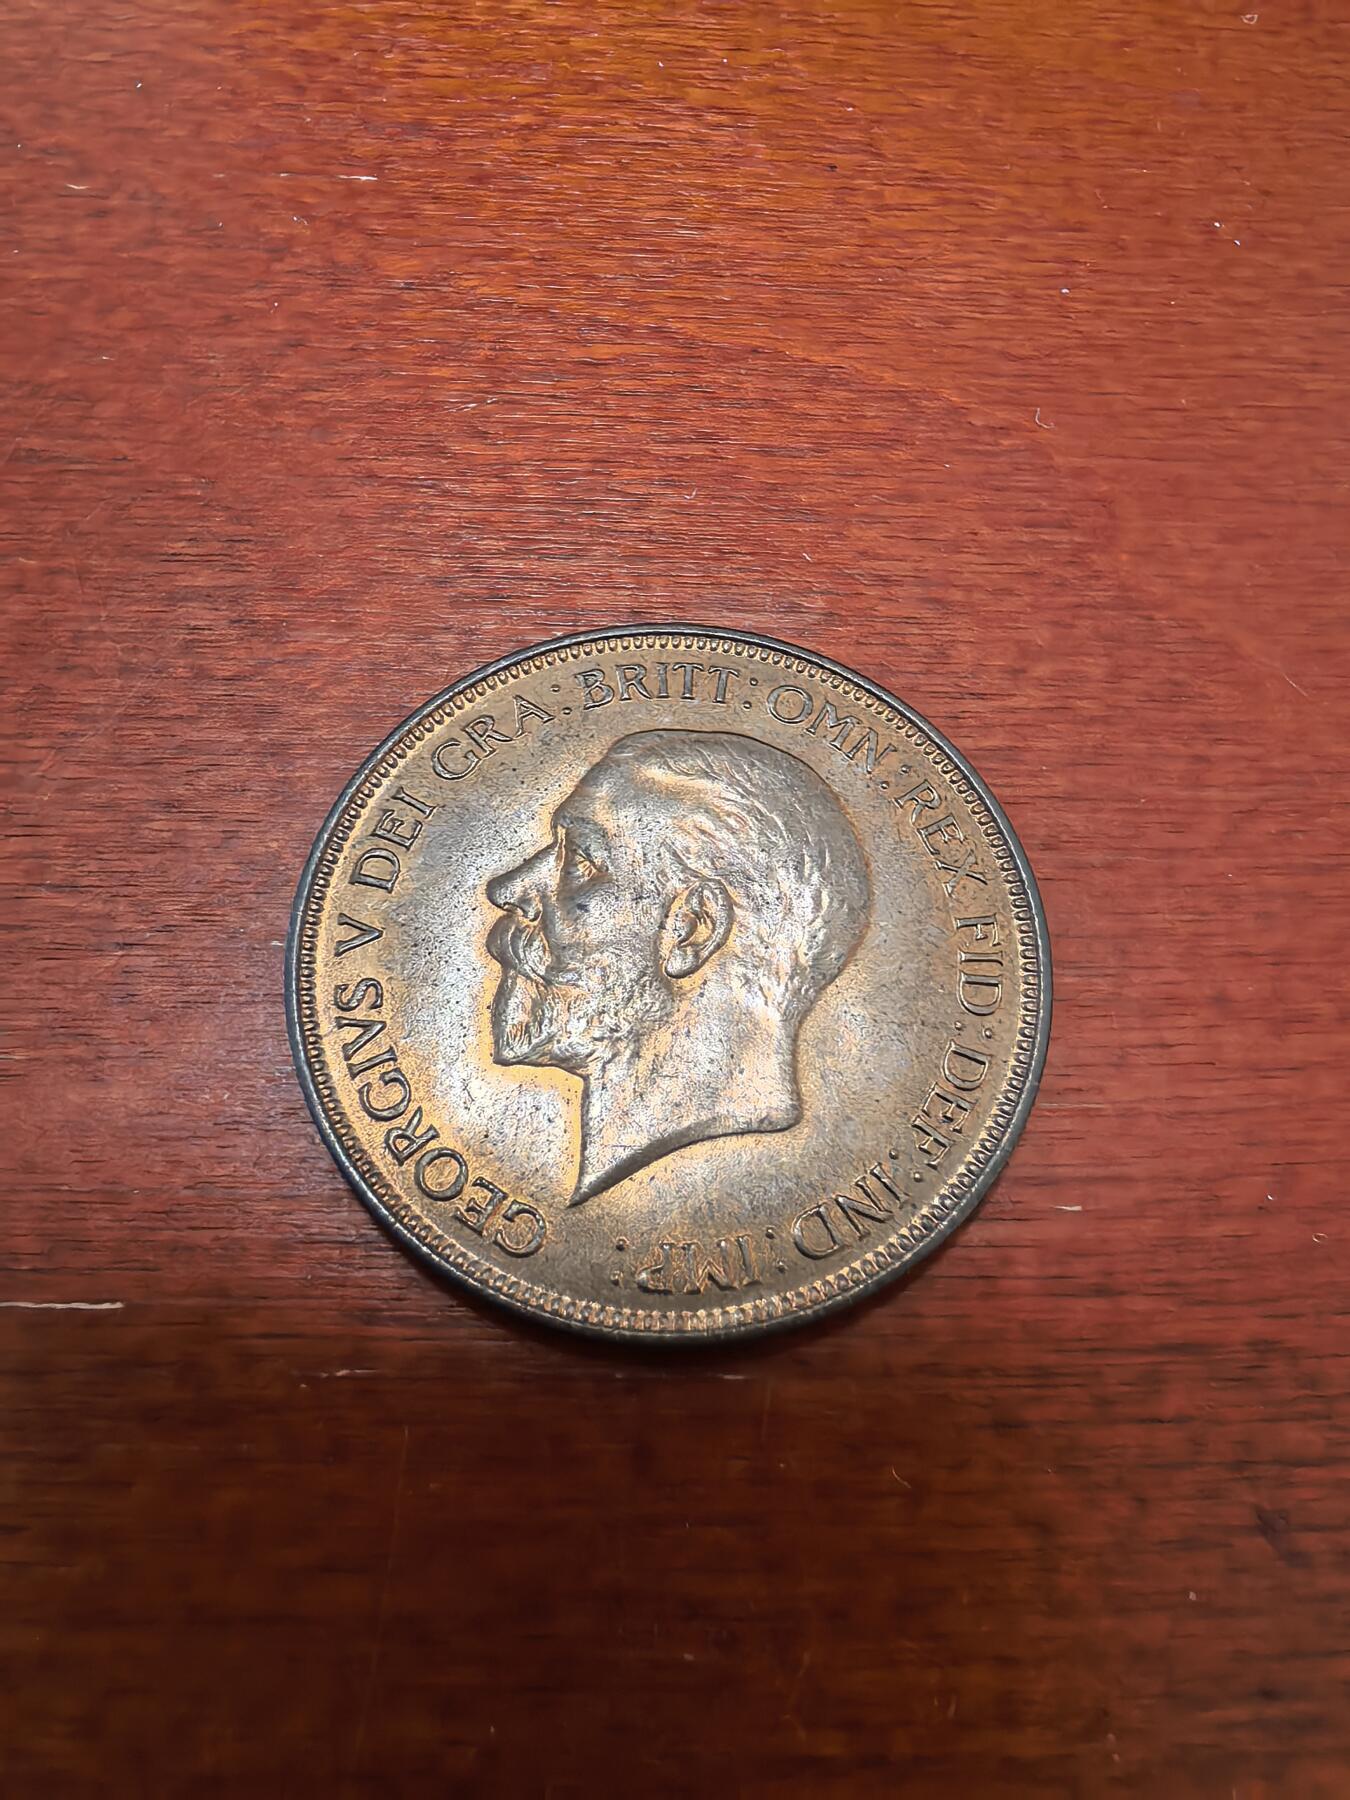 GEORGIVS V DEI GRA: BRITT: OMN: REX FID: DEF: IND: IMP: